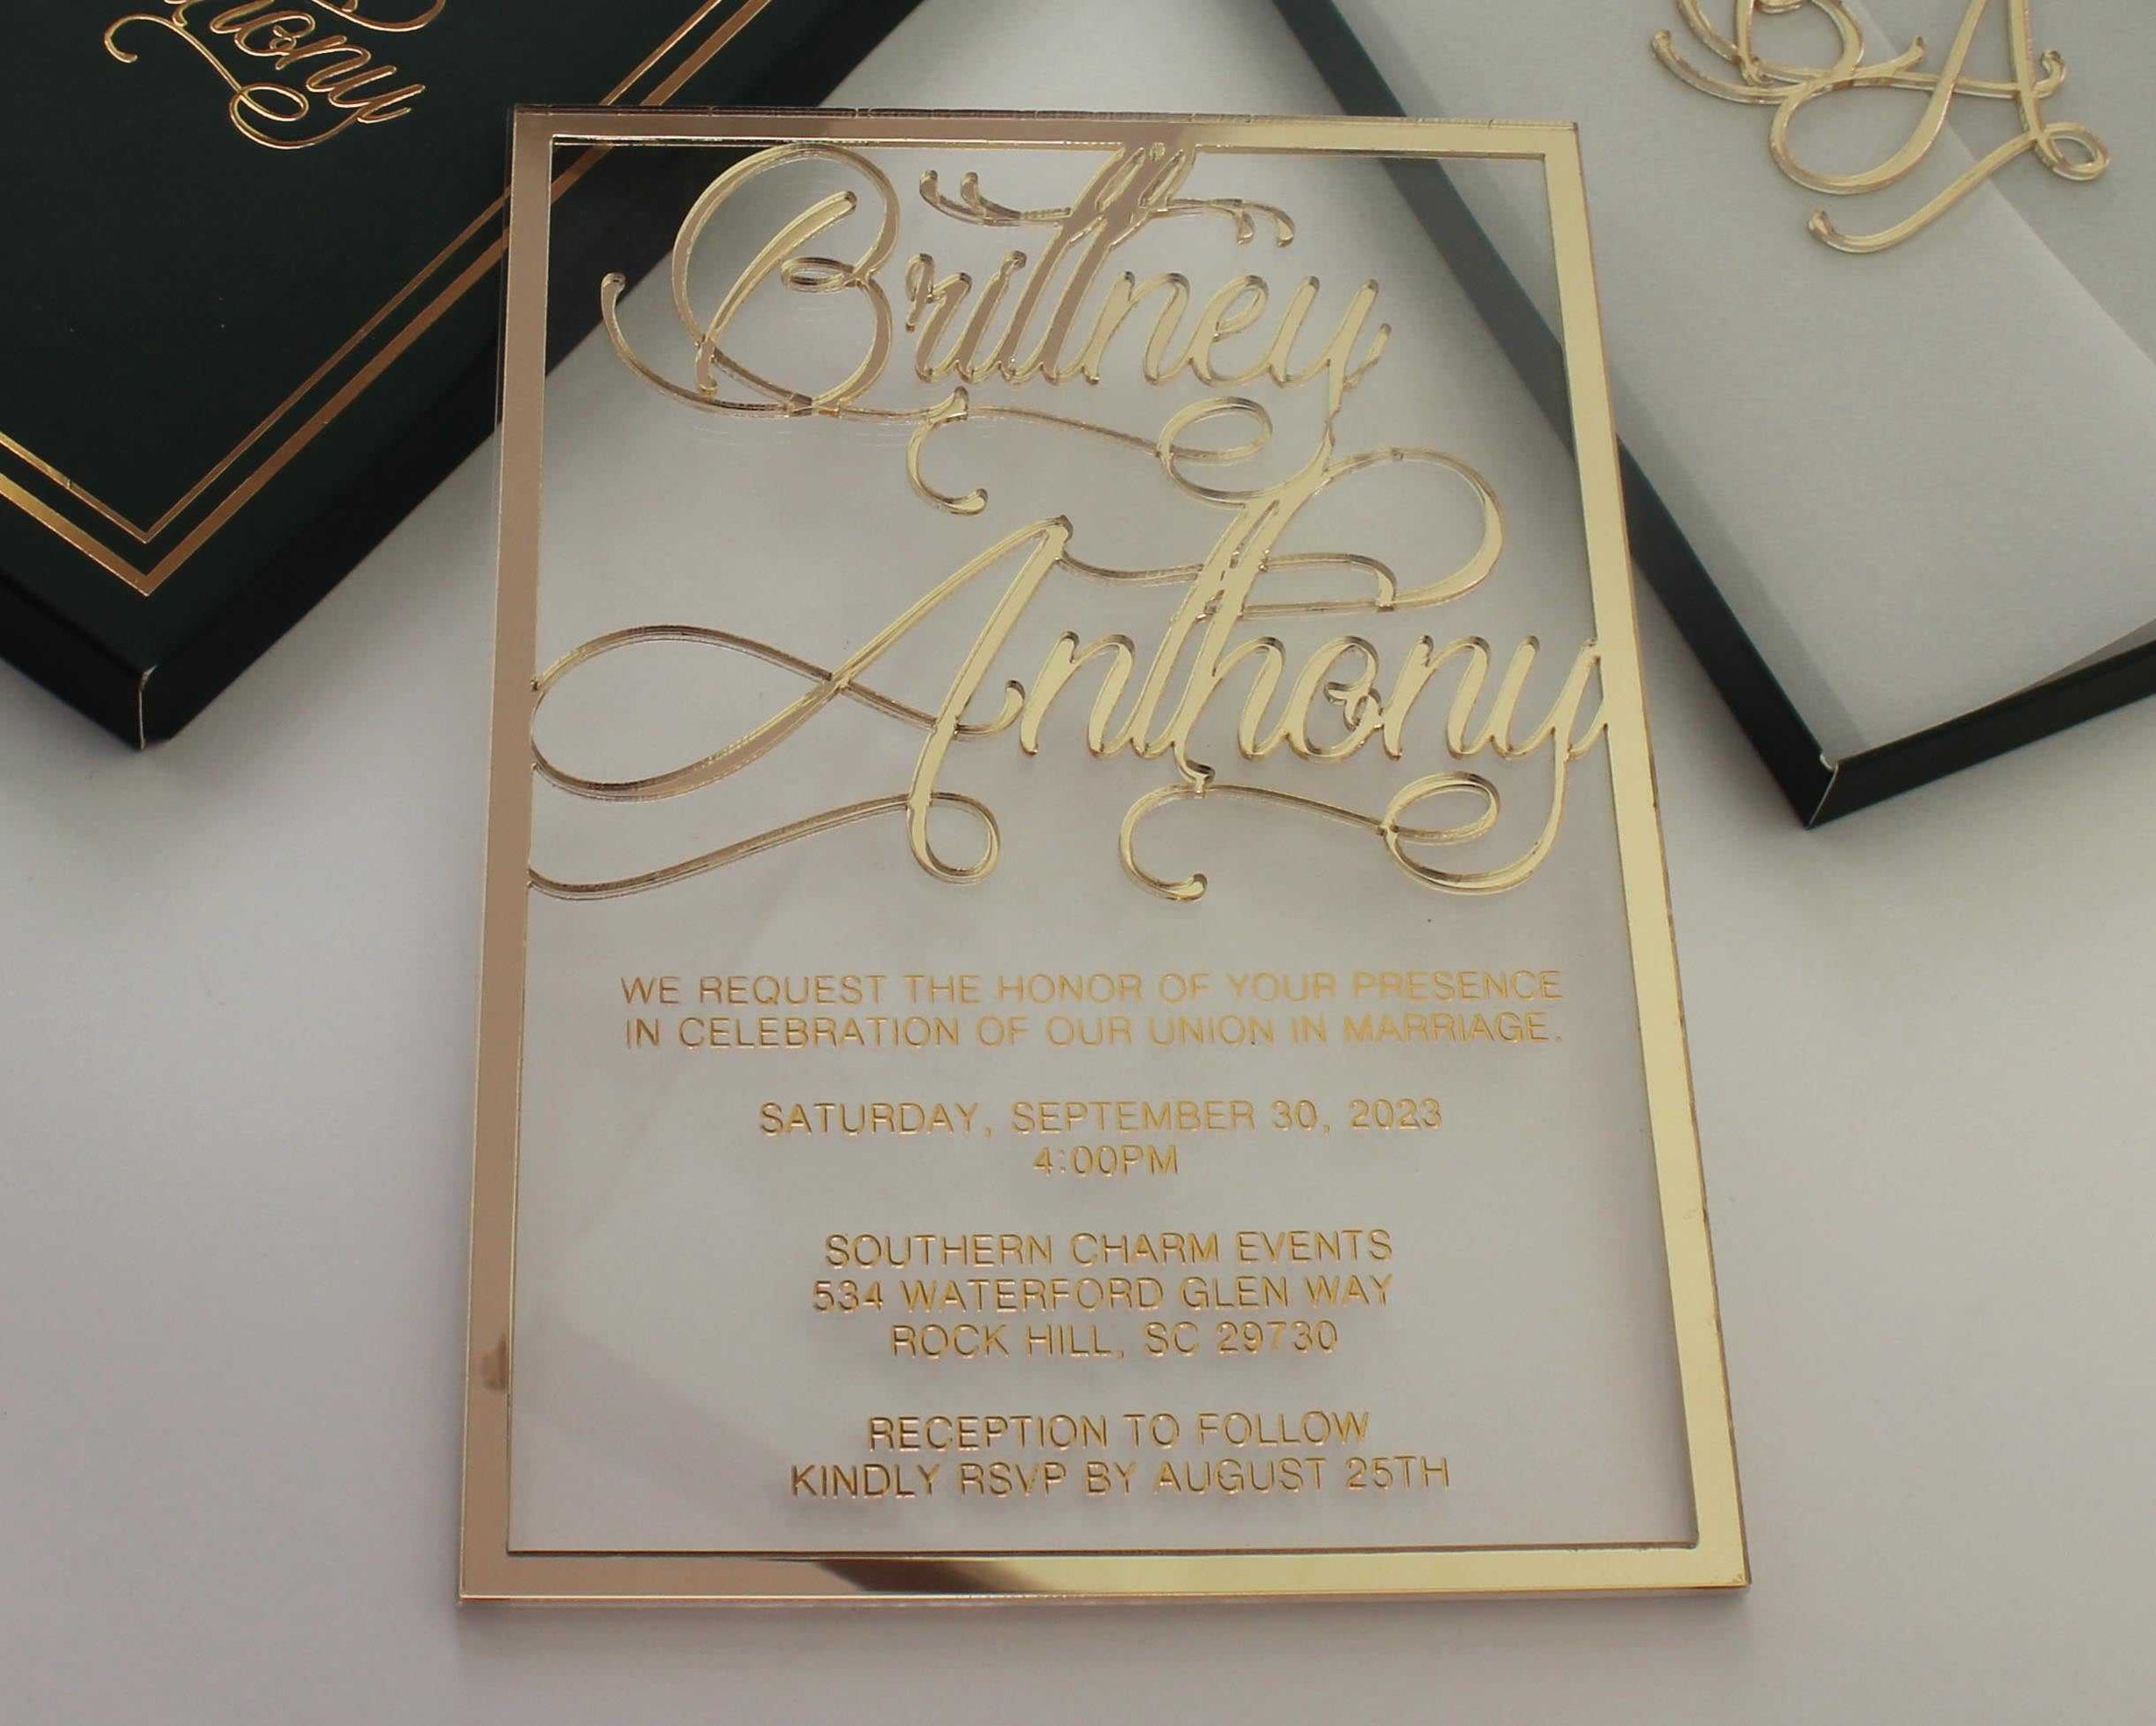 hony
B A
Brittney
Anthony
WE REQUEST THE HONOR OF YOUR PRESENCE
IN CELEBRATION OF OUR UNION IN MARRIAGE.
SATURDAY, SEPTEMBER 30, 2023
4:00PM
SOUTHERN CHARM EVENTS
534 WATERFORD GLEN WAY
ROCK HILL, SC 29730
RECEPTION TO FOLLOW
KINDLY RSVP BY AUGUST 25TH